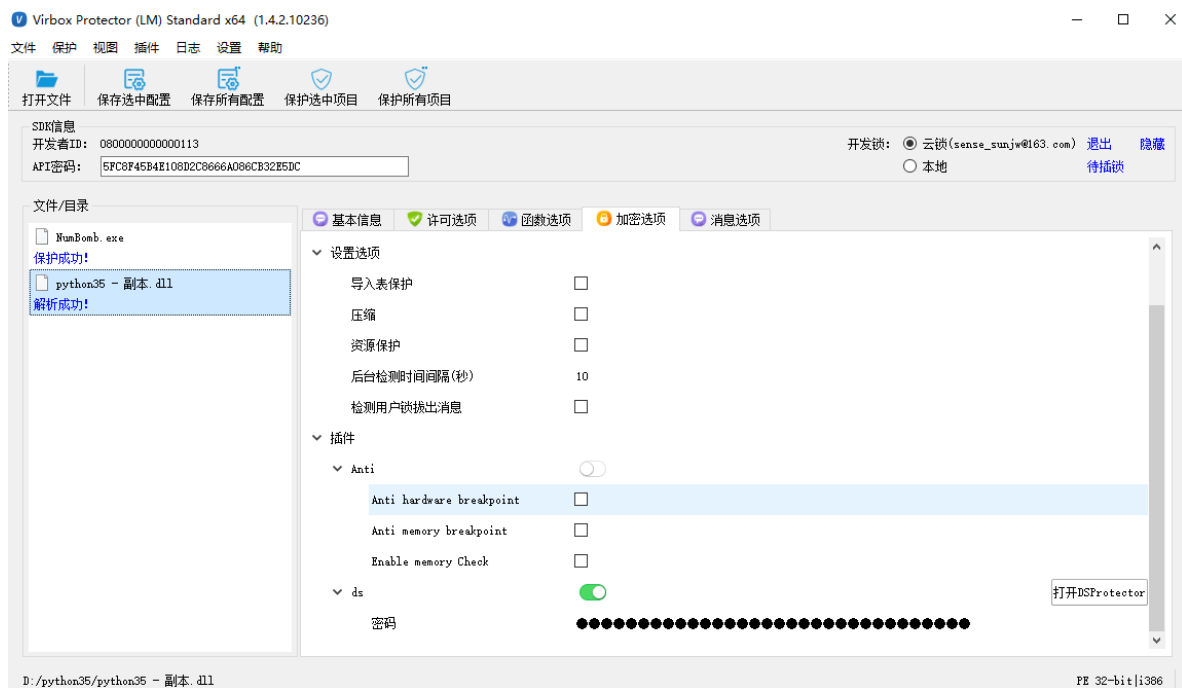 Virbox Protector (LM) Standard x64 (1.4.2.10236)
文件 保护 视图 插件 日志 设置 帮助
打开文件 保存选中配置 保存所有配置 保护选中项目 保护所有项目
SDK信息
开发者ID: 0800000000000113 开发锁: 云锁(sense_sunjw@163.com) 退出 隐藏
API密码: 5FC8F45B4E108D2C8666A086CB32E5DC 本地 待插锁
文件/目录
基本信息 许可选项 函数选项 加密选项 消息选项
NumBomb.exe
保护成功!
python35 - 副本.dll
解析成功!
设置选项
导入表保护
压缩
资源保护
后台检测时间间隔(秒) 10
检测用户锁拔出消息
插件
Anti
Anti hardware breakpoint
Anti memory breakpoint
Enable memory Check
ds 打开DSProtector
密码 ●●●●●●●●●●●●●●●●●●●●●●●●●●●●●●●●
D:/python35/python35 - 副本.dll PE 32-bit|i386